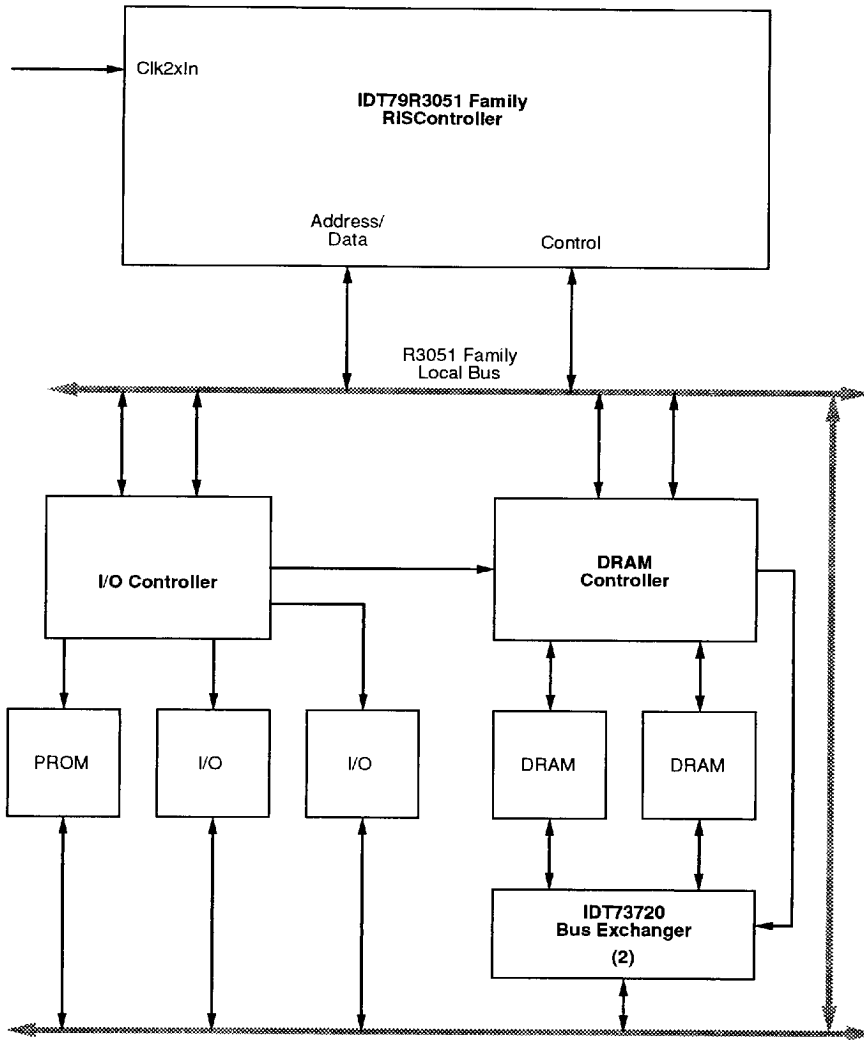 Clk2xIn
IDT79R3051 Family
RISController
Address/
Data
Control
R3051 Family
Local Bus
I/O Controller
DRAM
Controller
PROM
I/O
I/O
DRAM
DRAM
IDT73720
Bus Exchanger
(2)